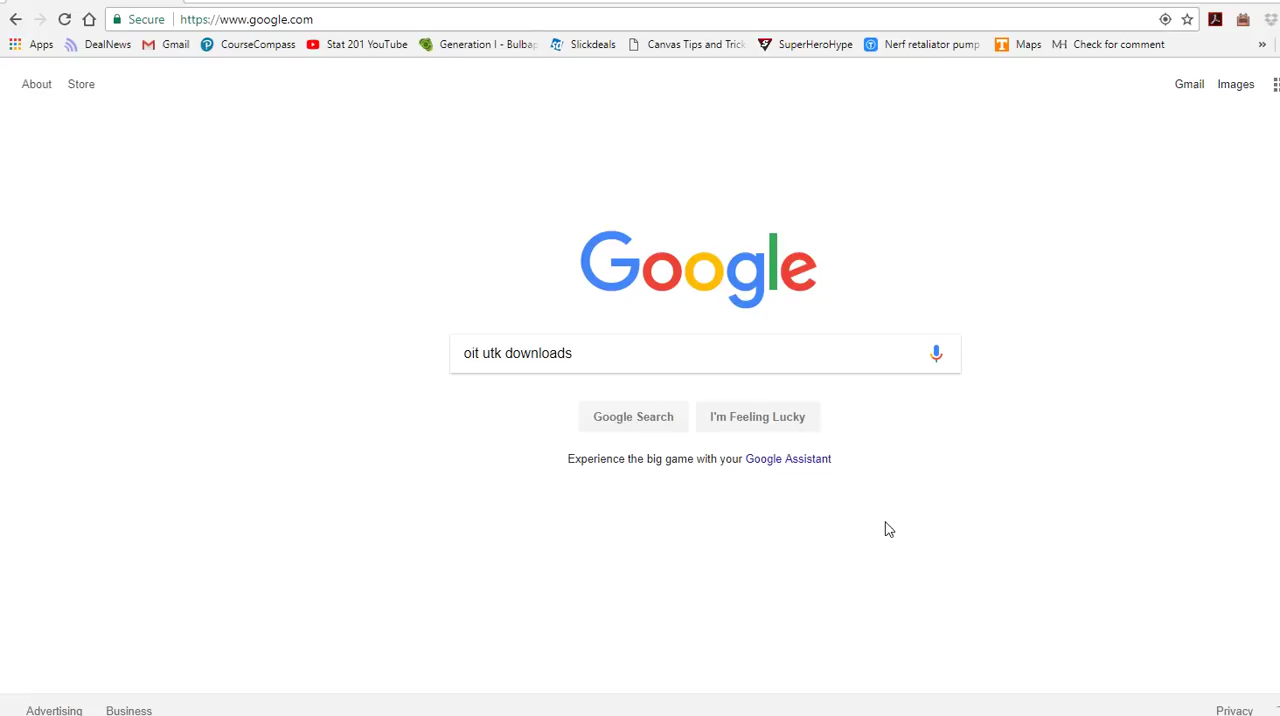 Secure https://www.google.com
Apps DealNews Gmail CourseCompass Stat 201 YouTube Generation I - Bulbap Slickdeals Canvas Tips and Trick SuperHeroHype Nerf retaliator pump Maps Check for comment »
About Store Gmail Images
Google
oit utk downloads
Google Search I'm Feeling Lucky
Experience the big game with your Google Assistant
Advertising Business Privacy